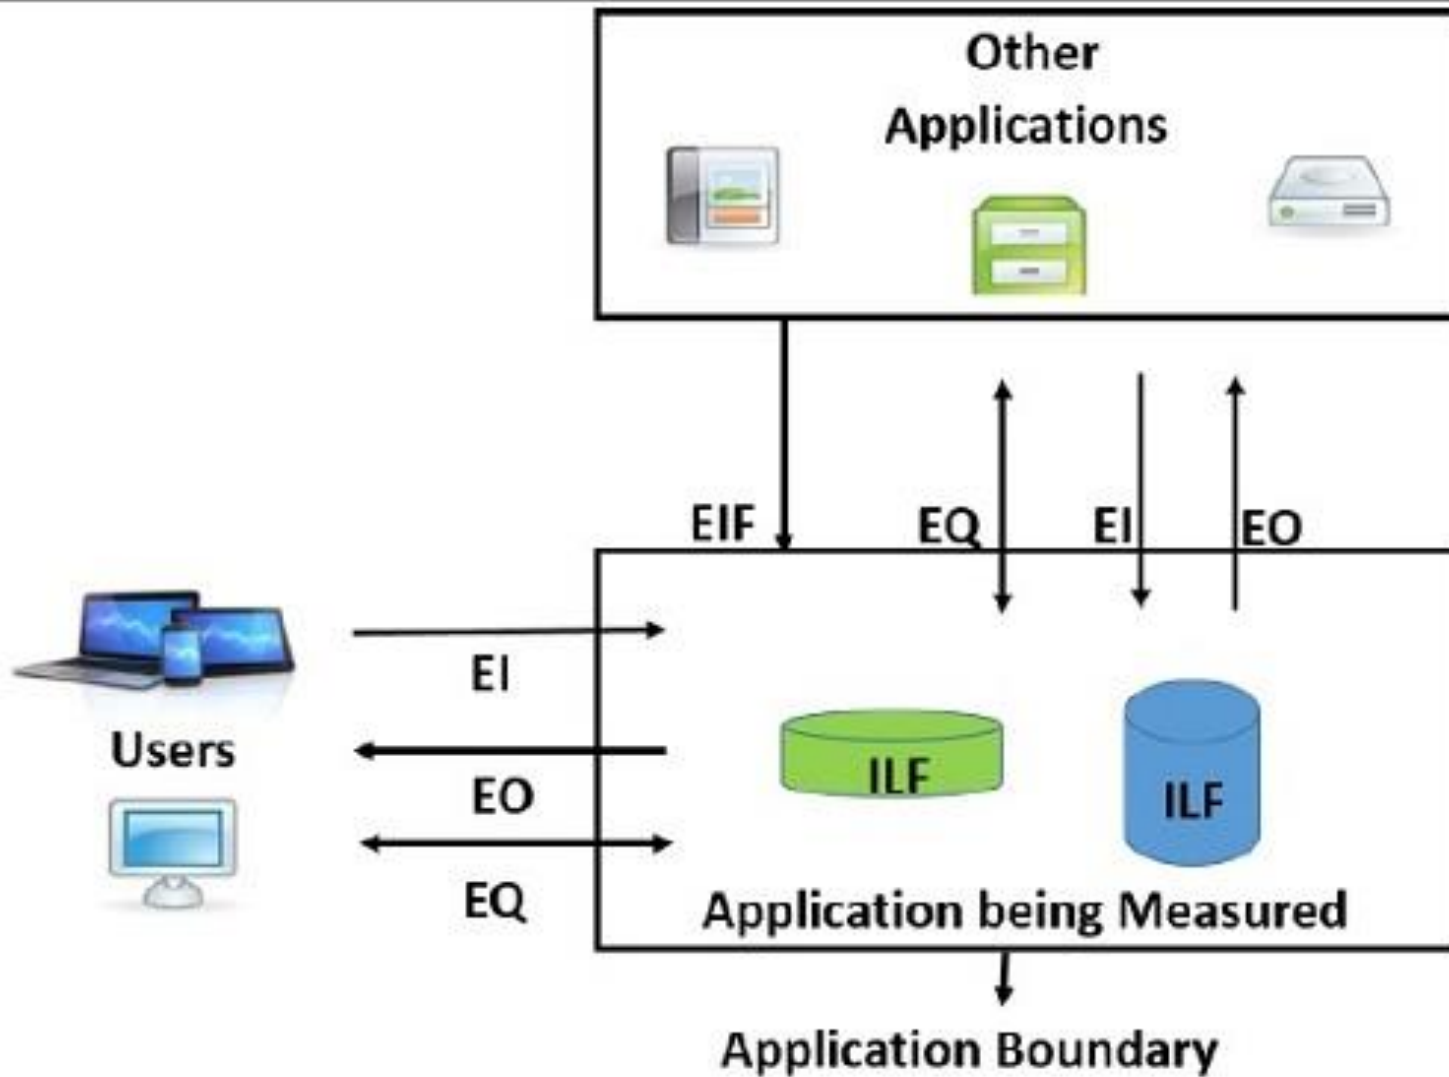 Other
Applications
EIF
EQ
EI
EO
EI
Users
EO
EQ
ILF
ILF
Application being Measured
Application Boundary